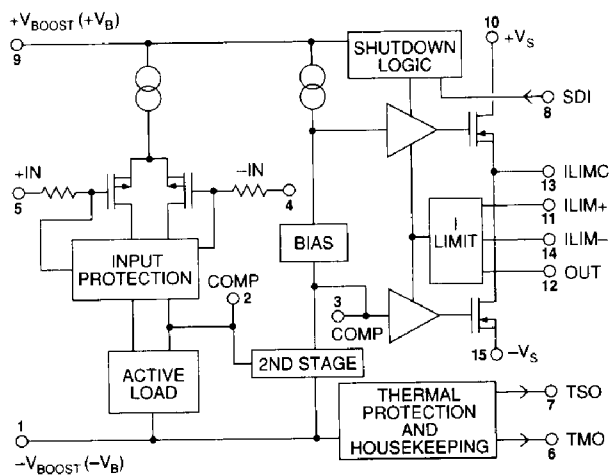 +VBOOST (+VB)
9
10
+VS
SHUTDOWN
LOGIC
SDI
8
+IN
5
−IN
4
ILIMC
13
ILIM+
11
I
LIMIT
ILIM−
14
OUT
12
BIAS
INPUT
PROTECTION
COMP
2
3
COMP
15
−VS
2ND STAGE
ACTIVE
LOAD
THERMAL
PROTECTION
AND
HOUSEKEEPING
TSO
7
TMO
6
1
−VBOOST (−VB)